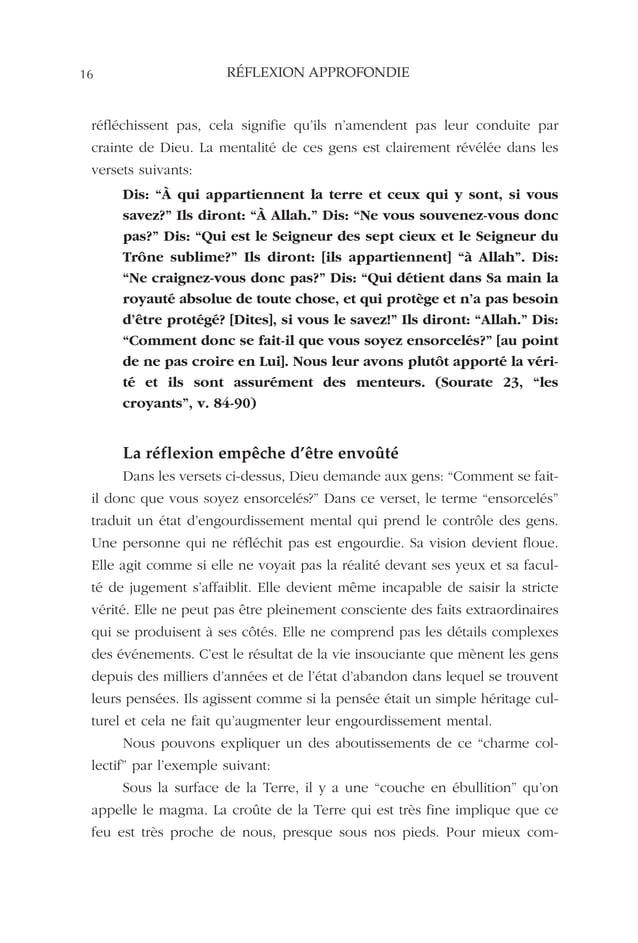 16
RÉFLEXION APPROFONDIE
réfléchissent pas, cela signifie qu’ils n’amendent pas leur conduite par
crainte de Dieu. La mentalité de ces gens est clairement révélée dans les
versets suivants:
Dis: “À qui appartiennent la terre et ceux qui y sont, si vous
savez?” Ils diront: “À Allah.” Dis: “Ne vous souvenez-vous donc
pas?” Dis: “Qui est le Seigneur des sept cieux et le Seigneur du
Trône sublime?” Ils diront: [ils appartiennent] “à Allah”. Dis:
“Ne craignez-vous donc pas?” Dis: “Qui détient dans Sa main la
royauté absolue de toute chose, et qui protège et n’a pas besoin
d’être protégé? [Dites], si vous le savez!” Ils diront: “Allah.” Dis:
“Comment donc se fait-il que vous soyez ensorcelés?” [au point
de ne pas croire en Lui]. Nous leur avons plutôt apporté la véri-
té et ils sont assurément des menteurs. (Sourate 23, “les
croyants”, v. 84-90)
La réflexion empêche d’être envoûté
Dans les versets ci-dessus, Dieu demande aux gens: “Comment se fait-
il donc que vous soyez ensorcelés?” Dans ce verset, le terme “ensorcelés”
traduit un état d’engourdissement mental qui prend le contrôle des gens.
Une personne qui ne réfléchit pas est engourdie. Sa vision devient floue.
Elle agit comme si elle ne voyait pas la réalité devant ses yeux et sa facul-
té de jugement s’affaiblit. Elle devient même incapable de saisir la stricte
vérité. Elle ne peut pas être pleinement consciente des faits extraordinaires
qui se produisent à ses côtés. Elle ne comprend pas les détails complexes
des événements. C’est le résultat de la vie insouciante que mènent les gens
depuis des milliers d’années et de l’état d’abandon dans lequel se trouvent
leurs pensées. Ils agissent comme si la pensée était un simple héritage cul-
turel et cela ne fait qu’augmenter leur engourdissement mental.
Nous pouvons expliquer un des aboutissements de ce “charme col-
lectif” par l’exemple suivant:
Sous la surface de la Terre, il y a une “couche en ébullition” qu’on
appelle le magma. La croûte de la Terre qui est très fine implique que ce
feu est très proche de nous, presque sous nos pieds. Pour mieux com-